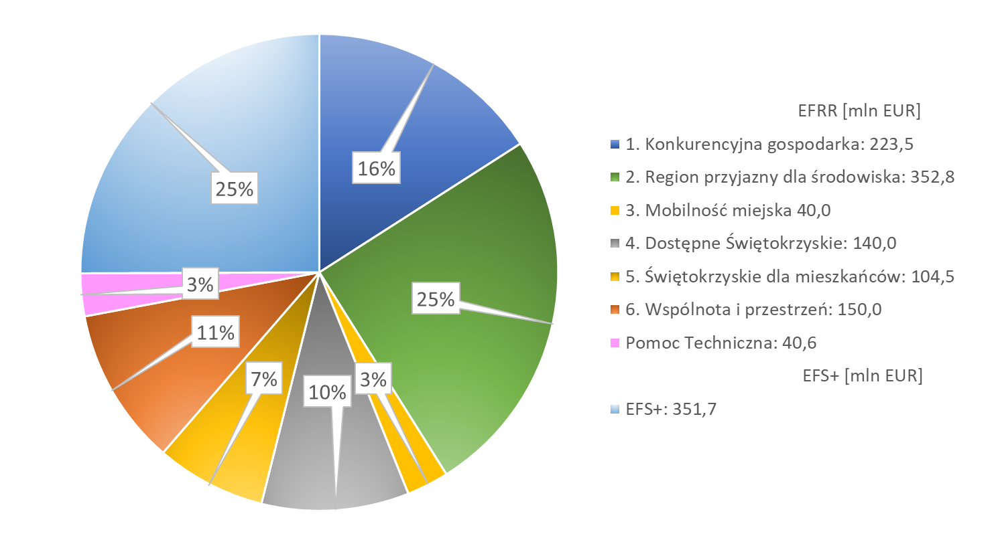 16%
25%
3%
10%
7%
11%
3%
25%
EFRR [mln EUR]
1. Konkurencyjna gospodarka: 223,5
2. Region przyjazny dla środowiska: 352,8
3. Mobilność miejska 40,0
4. Dostępne Świętokrzyskie: 140,0
5. Świętokrzyskie dla mieszkańców: 104,5
6. Wspólnota i przestrzeń: 150,0
Pomoc Techniczna: 40,6
EFS+ [mln EUR]
EFS+: 351,7